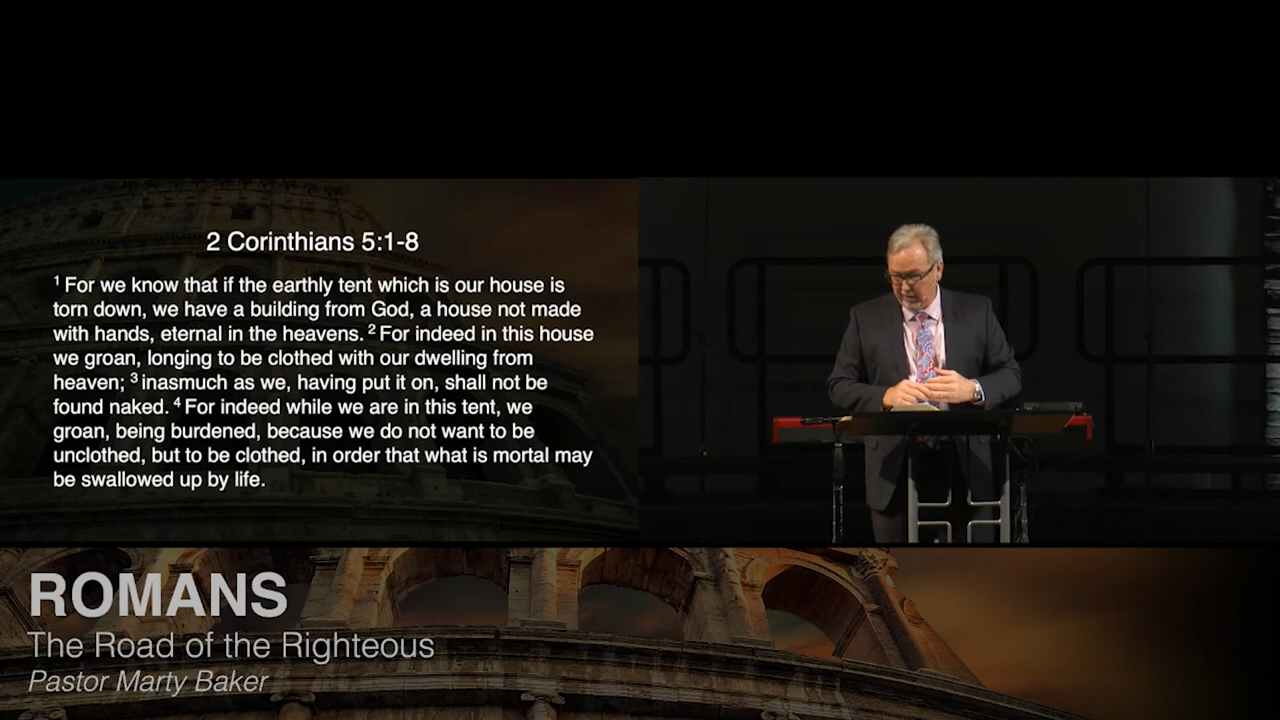 2 Corinthians 5:1-8
¹ For we know that if the earthly tent which is our house is
torn down, we have a building from God, a house not made
with hands, eternal in the heavens. ² For indeed in this house
we groan, longing to be clothed with our dwelling from
heaven; ³ inasmuch as we, having put it on, shall not be
found naked. ⁴ For indeed while we are in this tent, we
groan, being burdened, because we do not want to be
unclothed, but to be clothed, in order that what is mortal may
be swallowed up by life.
ROMANS
The Road of the Righteous
Pastor Marty Baker